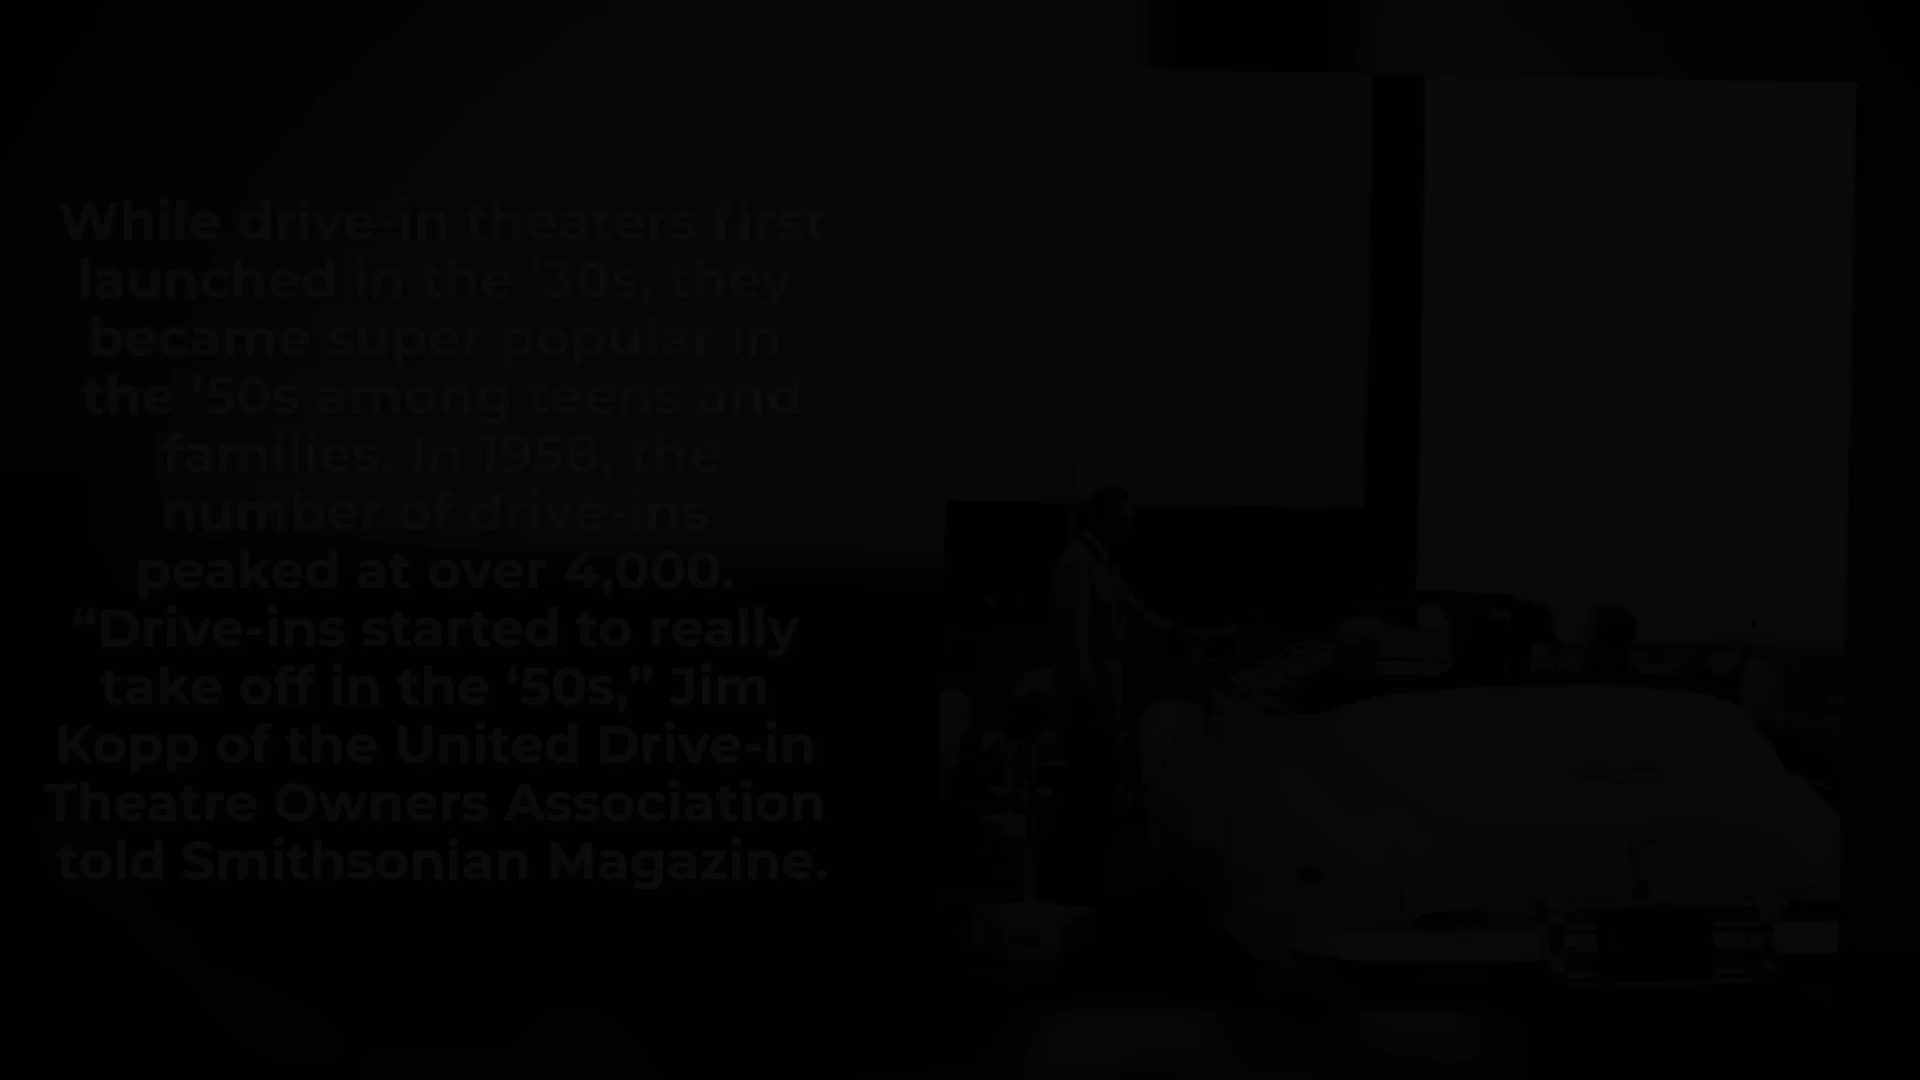 While drive-in theaters first
launched in the '30s, they
became super popular in
the '50s among teens and
families. In 1958, the
number of drive-ins
peaked at over 4,000.
“Drive-ins started to really
take off in the ‘50s,” Jim
Kopp of the United Drive-in
Theatre Owners Association
told Smithsonian Magazine.